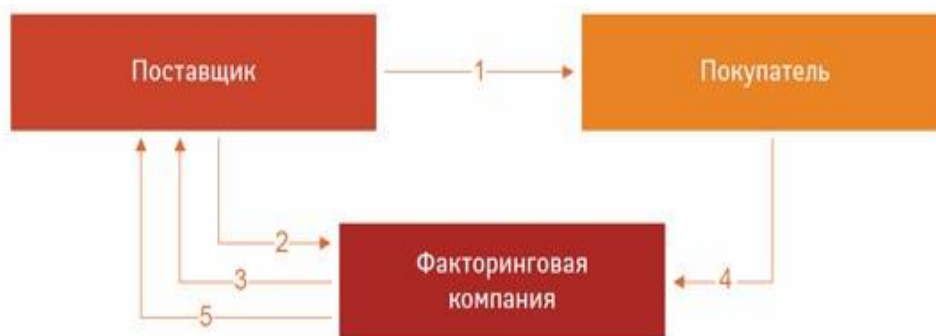 Поставщик
1
Покупатель
2
3
4
5
Факторинговая
компания